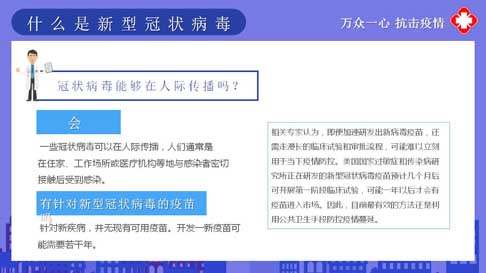 什么是新型冠状病毒
万众一心 抗击疫情
冠状病毒能够在人际传播吗？
会
一些冠状病毒可以在人际传播，人们通常是
在住家、工作场所或医疗机构等地与感染者密切
接触后受到感染。
有针对新型冠状病毒的疫苗
吗
针对新疾病，并无现有可用疫苗。开发一新疫苗可
能需要若干年。
相关专家认为，即便加速研发出新病毒疫苗，还
需走漫长的临床试验和审批流程，可能难以立刻
用于当下疫情防控。美国国家过敏症和传染病研
究所正在研发的新型冠状病毒疫苗预计几个月后
可开展第一阶段临床试验，可能一年以后才会有
疫苗进入市场。因此，目前最有效的方法还是利
用公共卫生手段防控疫情蔓延。